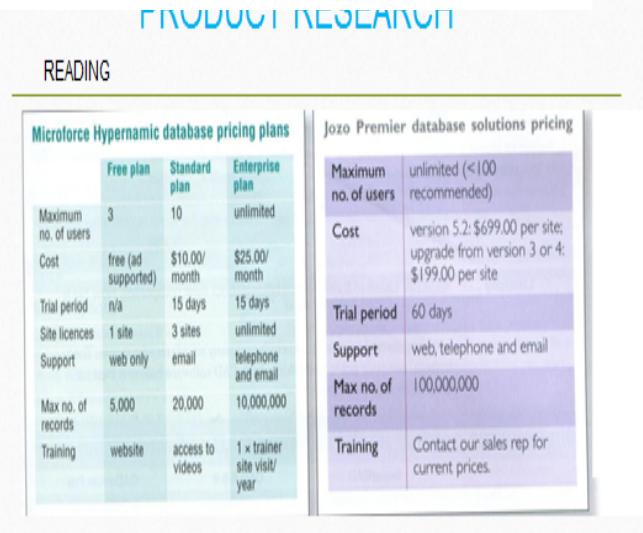 PRODUCT RESEARCH
READING
Microforce Hypernamic database pricing plans
Free plan Standard plan Enterprise plan
Maximum no. of users 3 10 unlimited
Cost free (ad supported) $10.00/ month $25.00/ month
Trial period n/a 15 days 15 days
Site licences 1 site 3 sites unlimited
Support web only email telephone and email
Max no. of records 5,000 20,000 10,000,000
Training website access to videos 1 x trainer site visit/ year
Jozo Premier database solutions pricing
Maximum no. of users unlimited (<100 recommended)
Cost version 5.2: $699.00 per site; upgrade from version 3 or 4: $199.00 per site
Trial period 60 days
Support web, telephone and email
Max no. of records 100,000,000
Training Contact our sales rep for current prices.